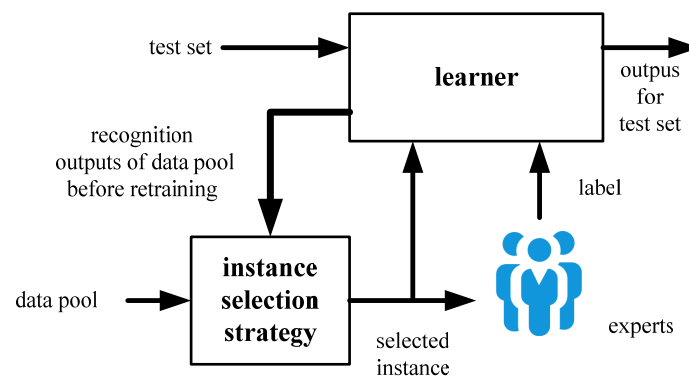 test set
learner
outpus
for
test set
recognition
outputs of data pool
before retraining
label
instance
selection
strategy
data pool
selected
instance
experts